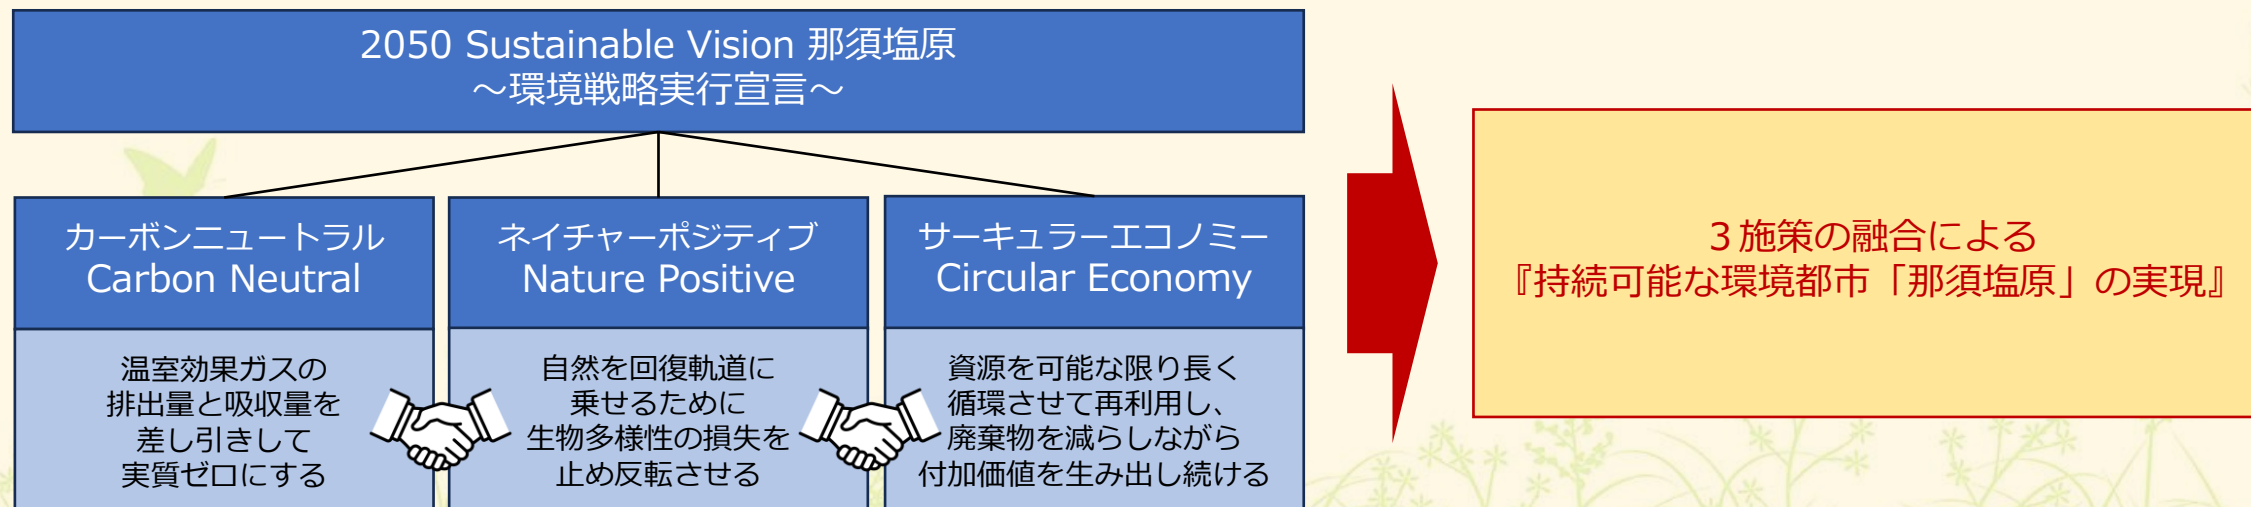 2050 Sustainable Vision 那須塩原
～環境戦略実行宣言～
カーボンニュートラル
Carbon Neutral
温室効果ガスの
排出量と吸収量を
差し引きして
実質ゼロにする
ネイチャーポジティブ
Nature Positive
自然を回復軌道に
乗せるために
生物多様性の損失を
止め反転させる
サーキュラーエコノミー
Circular Economy
資源を可能な限り長く
循環させて再利用し、
廃棄物を減らしながら
付加価値を生み出し続ける
３施策の融合による
『持続可能な環境都市「那須塩原」の実現』